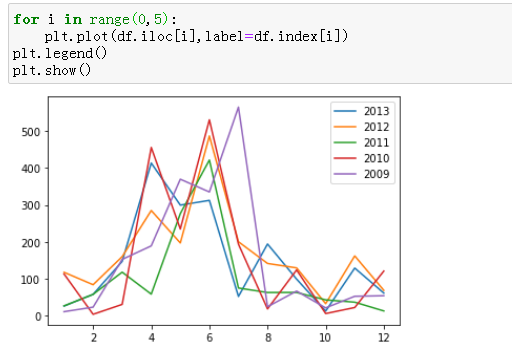 for i in range(0,5):
    plt.plot(df.iloc[i],label=df.index[i])
plt.legend()
plt.show()
2013
2012
2011
2010
2009
500
400
300
200
100
0
2 4 6 8 10 12